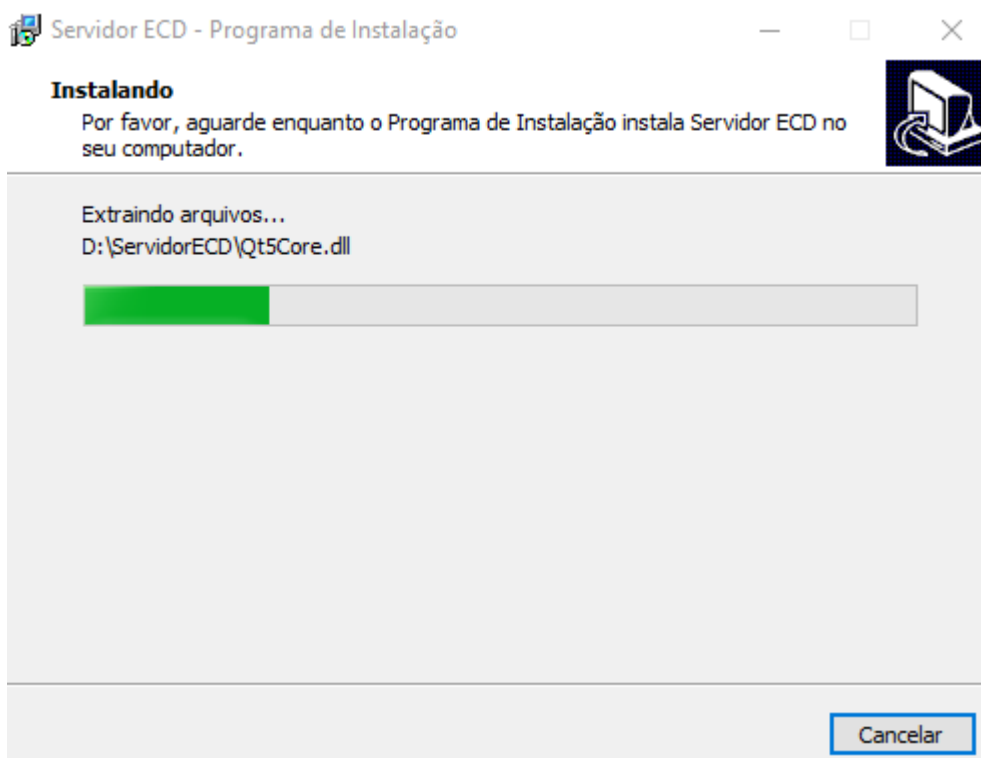 Servidor ECD - Programa de Instalação
Instalando
Por favor, aguarde enquanto o Programa de Instalação instala Servidor ECD no
seu computador.
Extraindo arquivos...
D:\ServidorECD\Qt5Core.dll
Cancelar